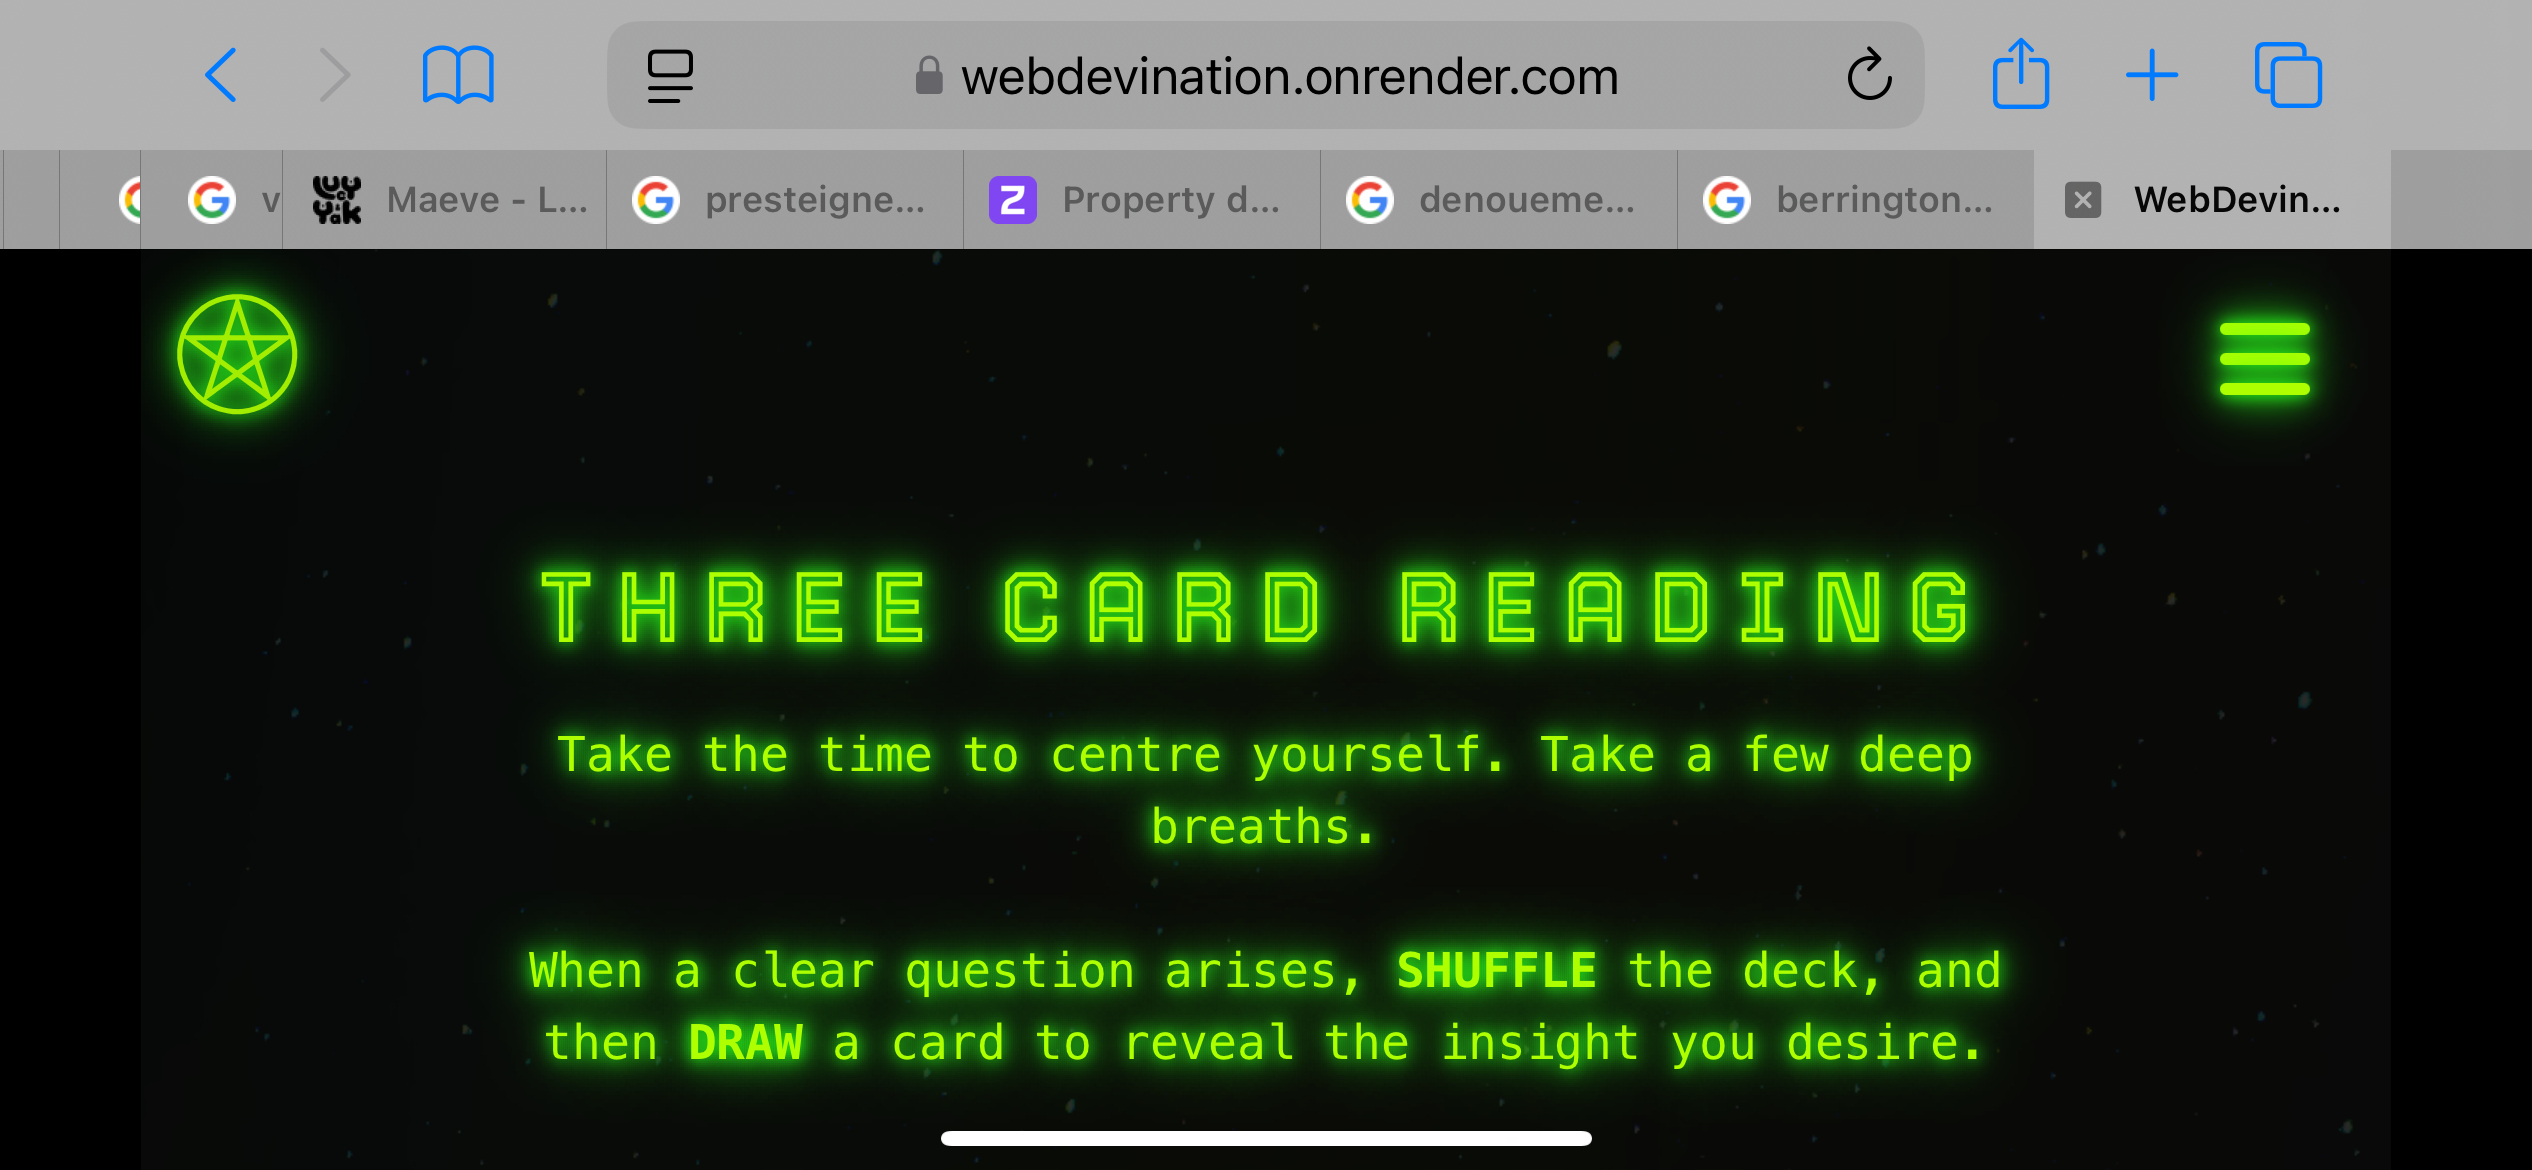 webdevination.onrender.com
v
Maeve - L...
presteigne...
Property d...
denoueme...
berrington...
WebDevin...
THREE CARD READING
Take the time to centre yourself. Take a few deep
breaths.
When a clear question arises, SHUFFLE the deck, and
then DRAW a card to reveal the insight you desire.